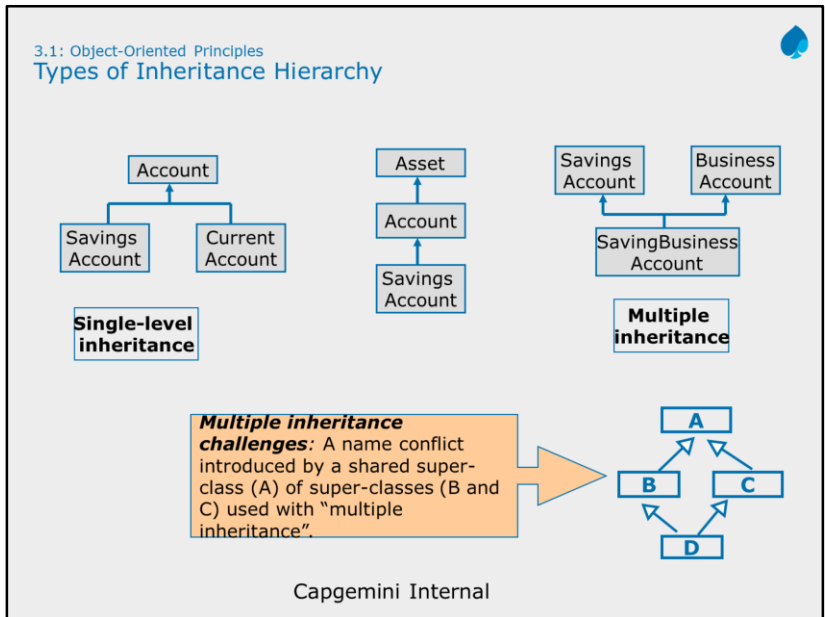 3.1: Object-Oriented Principles
Types of Inheritance Hierarchy
Account
Savings
Account
Current
Account
Single-level
inheritance
Asset
Account
Savings
Account
Savings
Account
Business
Account
SavingBusiness
Account
Multiple
inheritance
Multiple inheritance
challenges: A name conflict
introduced by a shared super-
class (A) of super-classes (B and
C) used with “multiple
inheritance”.
A
B
C
D
Capgemini Internal